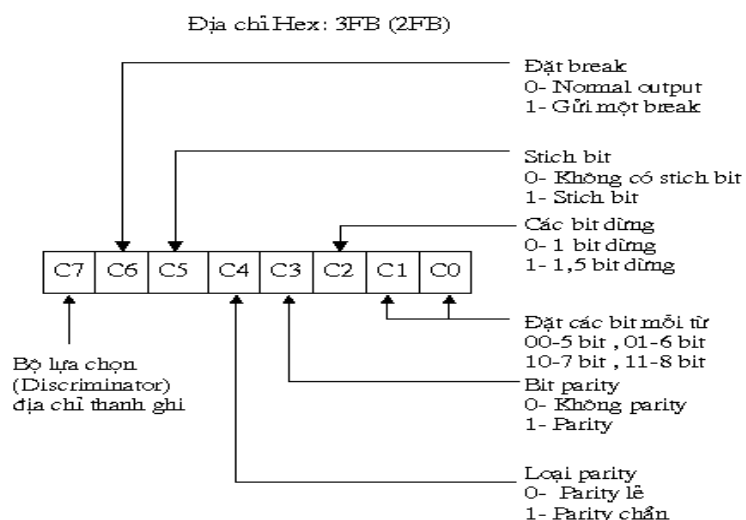 Địa chỉ Hex: 3FB (2FB)
Đặt break
0- Normal output
1- Gửi một break
Stich bit
0- Không có stich bit
1- Stich bit
Các bit dừng
0- 1 bit dừng
1- 1,5 bit dừng
C7 C6 C5 C4 C3 C2 C1 C0
Đặt các bit mỗi từ
00-5 bit , 01-6 bit
10-7 bit , 11-8 bit
Bộ lựa chọn
(Discriminator)
địa chỉ thanh ghi
Bit parity
0- Không parity
1- Parity
Loại parity
0- Parity lẻ
1- Parity chẵn